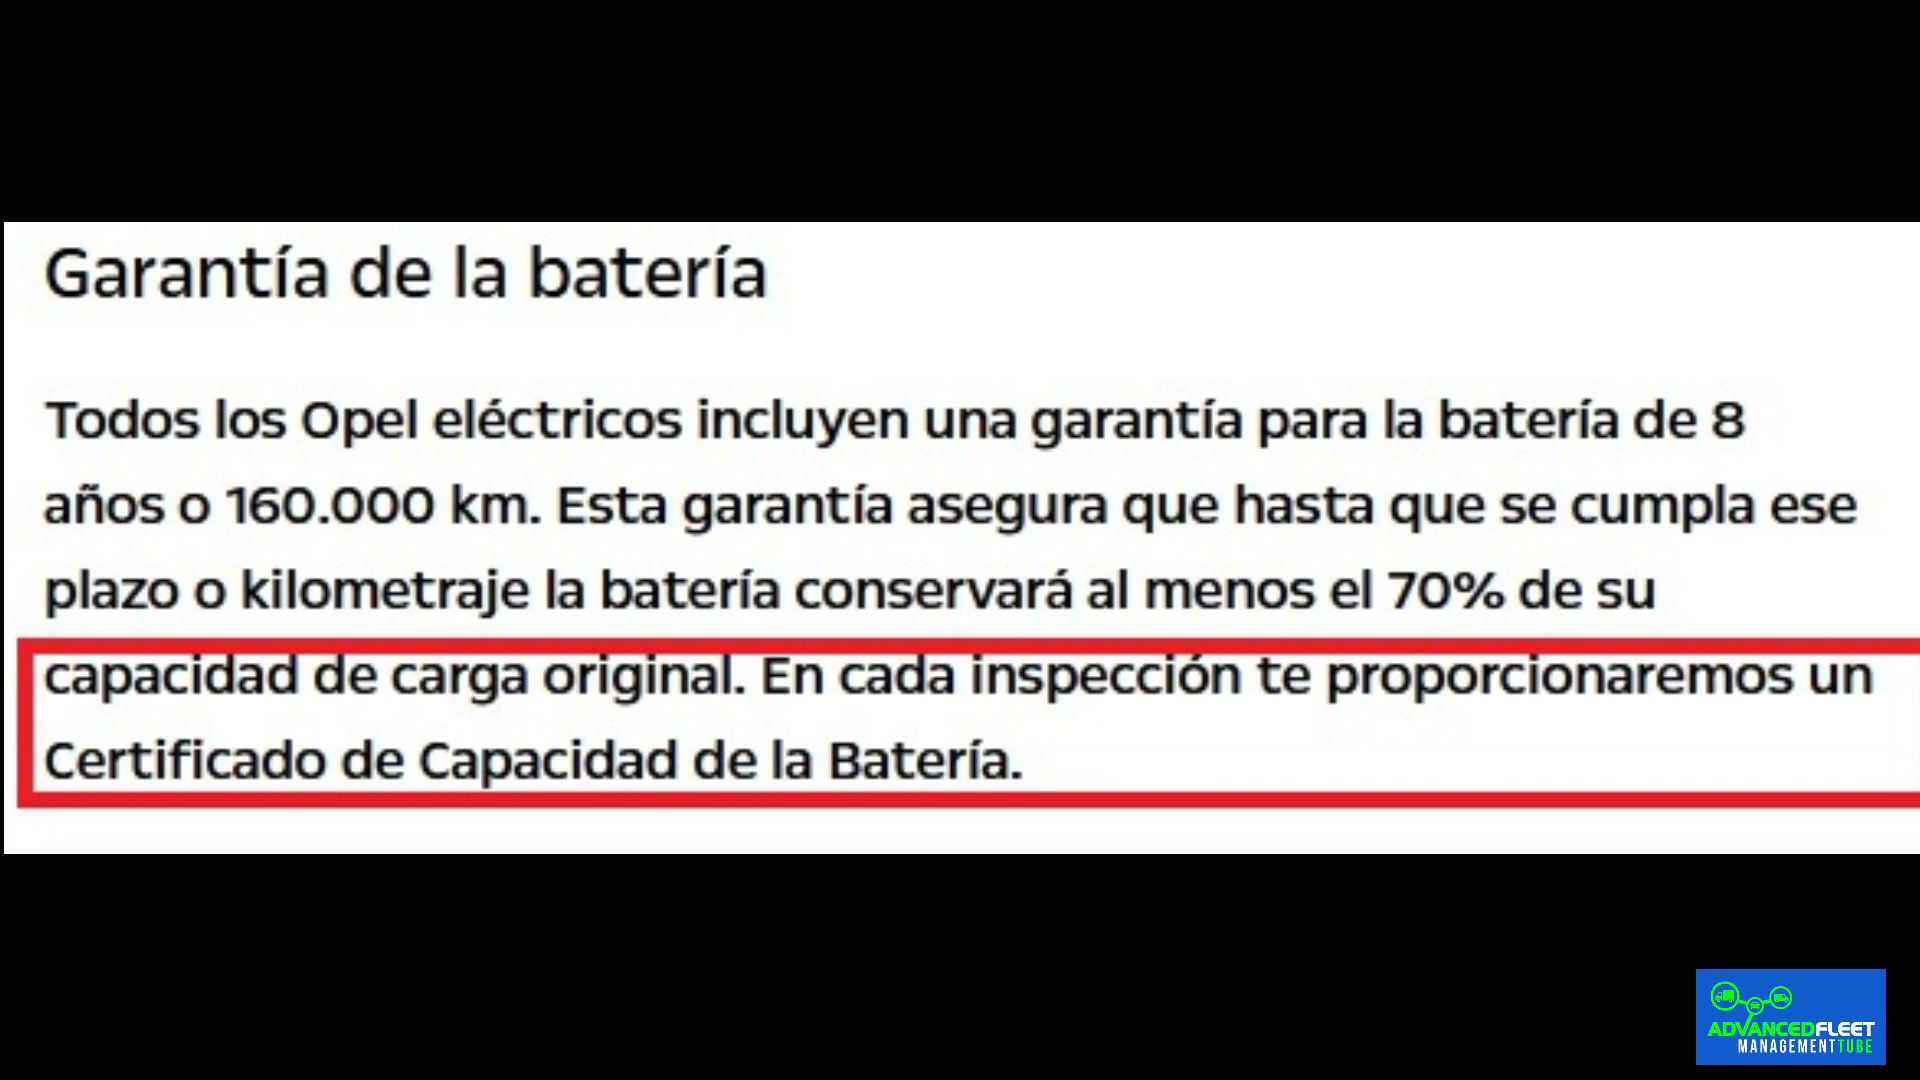 Garantía de la batería
Todos los Opel eléctricos incluyen una garantía para la batería de 8
años o 160.000 km. Esta garantía asegura que hasta que se cumpla ese
plazo o kilometraje la batería conservará al menos el 70% de su
capacidad de carga original. En cada inspección te proporcionaremos un
Certificado de Capacidad de la Batería.
ADVANCEDFLEET
MANAGEMENTTUBE